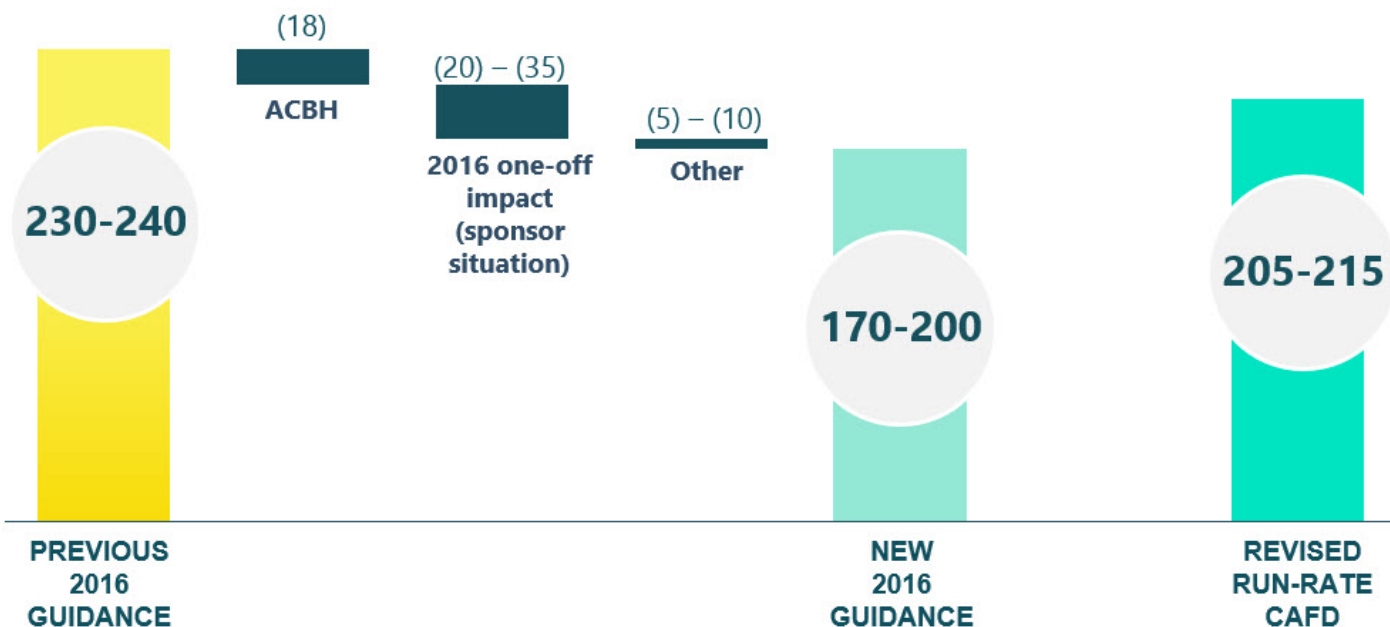 (18)
ACBH
(20) – (35)
2016 one-off
impact
(sponsor
situation)
(5) – (10)
Other
230-240
170-200
205-215
PREVIOUS
2016
GUIDANCE
NEW
2016
GUIDANCE
REVISED
RUN-RATE
CAFD